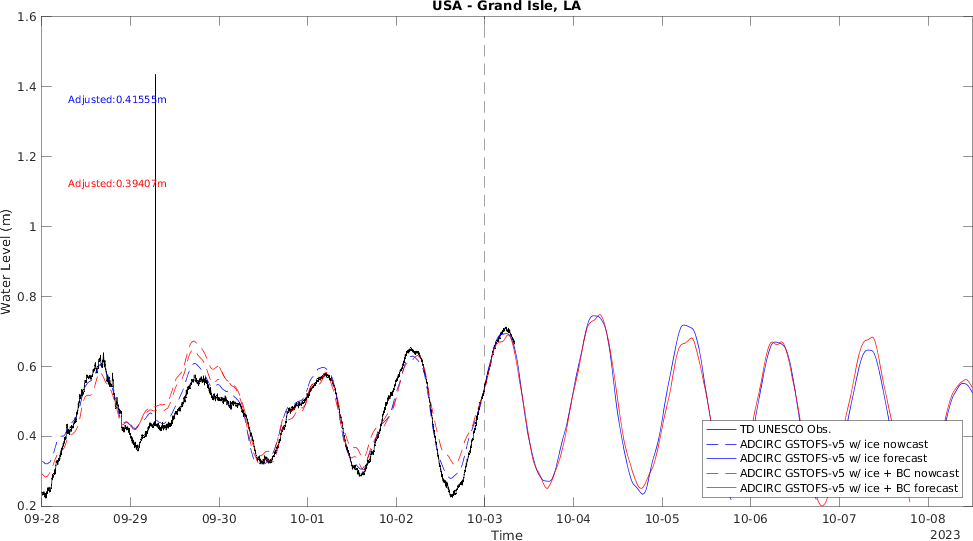 USA - Grand Isle, LA
1.6
1.4
1.2
1
0.8
0.6
0.4
0.2
Water Level (m)
Adjusted:0.41555m
Adjusted:0.39407m
TD UNESCO Obs.
ADCIRC GSTOFS-v5 w/ ice nowcast
ADCIRC GSTOFS-v5 w/ ice forecast
ADCIRC GSTOFS-v5 w/ ice + BC nowcast
ADCIRC GSTOFS-v5 w/ ice + BC forecast
09-28 09-29 09-30 10-01 10-02 10-03 10-04 10-05 10-06 10-07 10-08
Time
2023